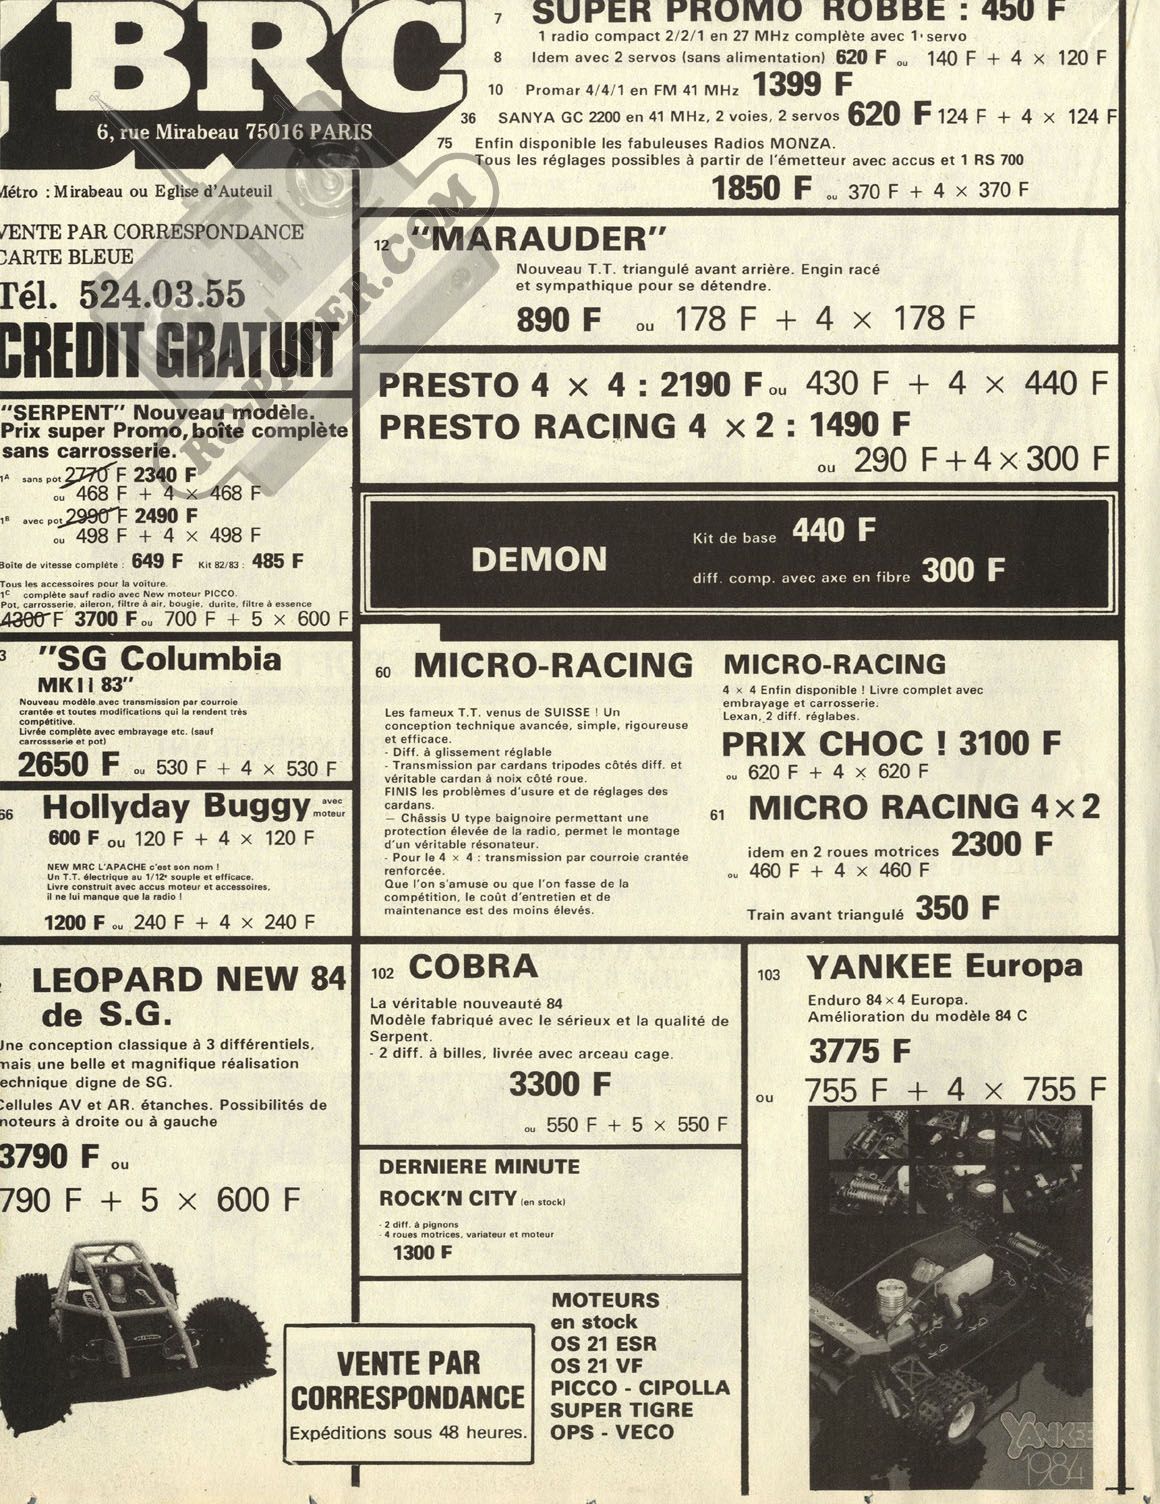 BRC
6, rue Mirabeau 75016 PARIS
Métro : Mirabeau ou Eglise d'Auteuil
VENTE PAR CORRESPONDANCE
CARTE BLEUE
Tél. 524.03.55
CREDIT GRATUIT
RC-PAPER.COM
7 SUPER PROMO ROBBE : 450 F
1 radio compact 2/2/1 en 27 MHz complète avec 1 servo
8 Idem avec 2 servos (sans alimentation) 620 F ou 140 F + 4 × 120 F
10 Promar 4/4/1 en FM 41 MHz 1399 F
36 SANYA GC 2200 en 41 MHz, 2 voies, 2 servos 620 F 124 F + 4 × 124 F
75 Enfin disponible les fabuleuses Radios MONZA.
Tous les réglages possibles à partir de l'émetteur avec accus et 1 RS 700
1850 F ou 370 F + 4 × 370 F
12 "MARAUDER"
Nouveau T.T. triangulé avant arrière. Engin racé
et sympathique pour se détendre.
890 F ou 178 F + 4 × 178 F
PRESTO 4 × 4 : 2190 F ou 430 F + 4 × 440 F
PRESTO RACING 4 × 2 : 1490 F
ou 290 F + 4 × 300 F
"SERPENT" Nouveau modèle.
Prix super Promo, boîte complète
sans carrosserie.
1A sans pot 2770 F 2340 F
ou 468 F + 4 × 468 F
1B avec pot 2990 F 2490 F
ou 498 F + 4 × 498 F
Boîte de vitesse complète : 649 F Kit 82/83 : 485 F
Tous les accessoires pour la voiture.
1C complète sauf radio avec New moteur PICCO.
Pot, carrosserie, aileron, filtre à air, bougie, durite, filtre à essence
4300 F 3700 F ou 700 F + 5 × 600 F
DEMON
Kit de base 440 F
diff. comp. avec axe en fibre 300 F
3 "SG Columbia
MKII 83"
Nouveau modèle avec transmission par courroie
crantée et toutes modifications qui la rendent très
compétitive.
Livrée complète avec embrayage etc. (sauf
carrossserie et pot)
2650 F ou 530 F + 4 × 530 F
66 Hollyday Buggy avec
moteur
600 F ou 120 F + 4 × 120 F
NEW MRC L'APACHE c'est son nom !
Un T.T. électrique au 1/12e souple et efficace.
Livre construit avec accus moteur et accessoires,
il ne lui manque que la radio !
1200 F ou 240 F + 4 × 240 F
60 MICRO-RACING
Les fameux T.T. venus de SUISSE ! Un
conception technique avancée, simple, rigoureuse
et efficace.
- Diff. à glissement réglable
- Transmission par cardans tripodes côtés diff. et
véritable cardan à noix côté roue.
FINIS les problèmes d'usure et de réglages des
cardans.
— Châssis U type baignoire permettant une
protection élevée de la radio, permet le montage
d'un véritable résonateur.
- Pour le 4 × 4 : transmission par courroie crantée
renforcée.
Que l'on s'amuse ou que l'on fasse de la
compétition, le coût d'entretien et de
maintenance est des moins élevés.
MICRO-RACING
4 × 4 Enfin disponible ! Livre complet avec
embrayage et carrosserie.
Lexan, 2 diff. réglables.
PRIX CHOC ! 3100 F
ou 620 F + 4 × 620 F
61 MICRO RACING 4×2
idem en 2 roues motrices 2300 F
ou 460 F + 4 × 460 F
Train avant triangulé 350 F
LEOPARD NEW 84
de S.G.
Une conception classique à 3 différentiels,
mais une belle et magnifique réalisation
technique digne de SG.
Cellules AV et AR. étanches. Possibilités de
moteurs à droite ou à gauche
3790 F ou
790 F + 5 × 600 F
102 COBRA
La véritable nouveauté 84
Modèle fabriqué avec le sérieux et la qualité de
Serpent.
- 2 diff. à billes, livrée avec arceau cage.
3300 F
ou 550 F + 5 × 550 F
DERNIERE MINUTE
ROCK'N CITY (en stock)
- 2 diff. à pignons
- 4 roues motrices, variateur et moteur
1300 F
103 YANKEE Europa
Enduro 84×4 Europa.
Amélioration du modèle 84 C
3775 F
ou 755 F + 4 × 755 F
YANKEE
1984
VENTE PAR
CORRESPONDANCE
Expéditions sous 48 heures.
MOTEURS
en stock
OS 21 ESR
OS 21 VF
PICCO - CIPOLLA
SUPER TIGRE
OPS - VECO